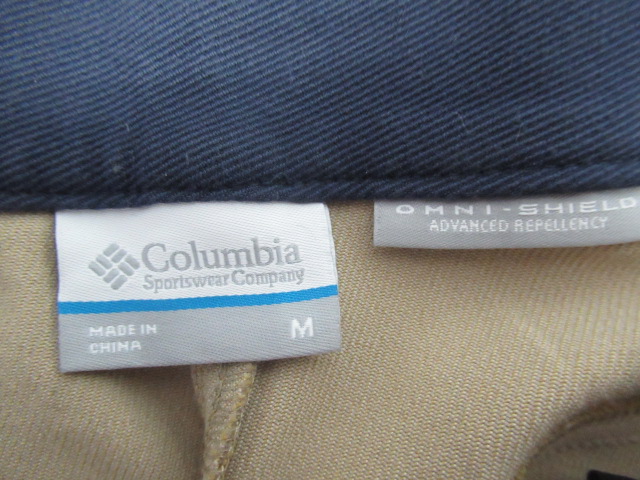 Columbia
Sportswear Company
MADE IN
CHINA
M
OMNI-SHIELD
ADVANCED REPELLENCY